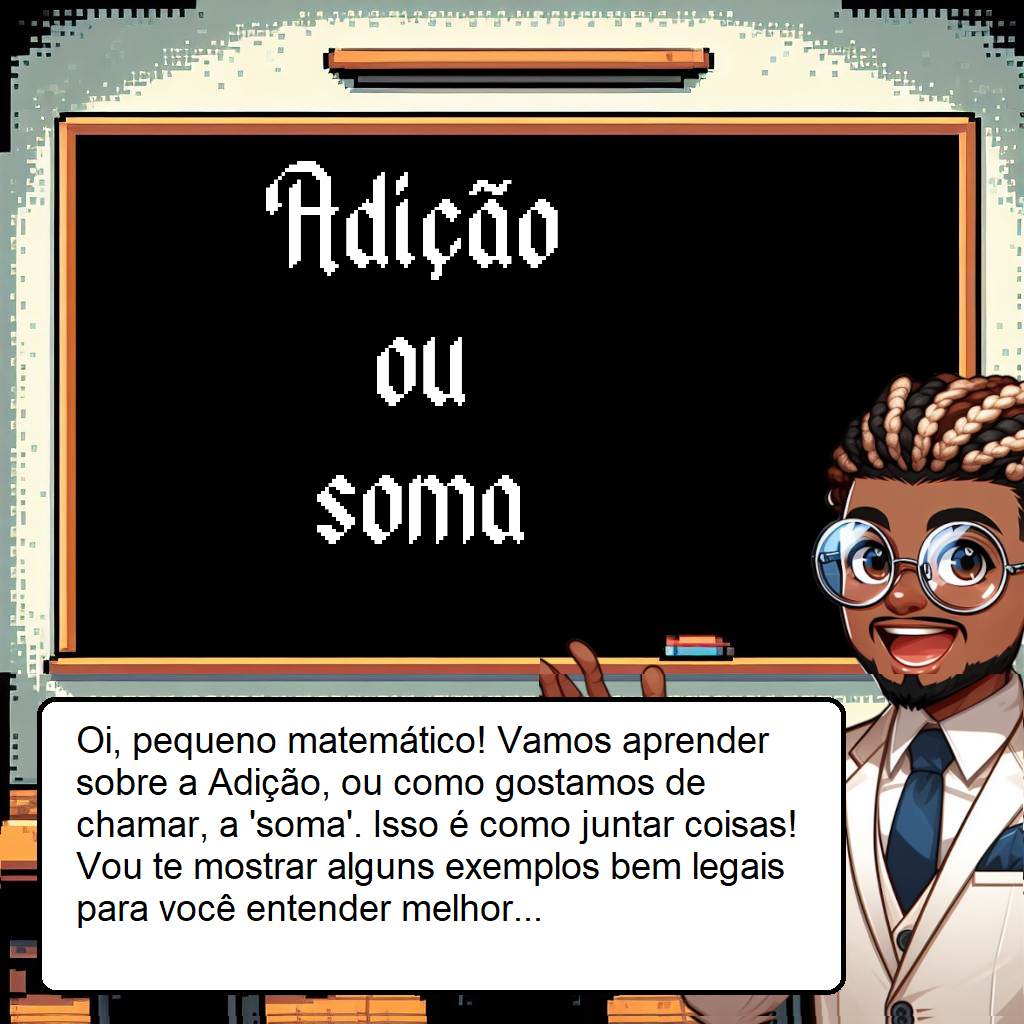 Adição
ou
soma
Oi, pequeno matemático! Vamos aprender
sobre a Adição, ou como gostamos de
chamar, a 'soma'. Isso é como juntar coisas!
Vou te mostrar alguns exemplos bem legais
para você entender melhor...